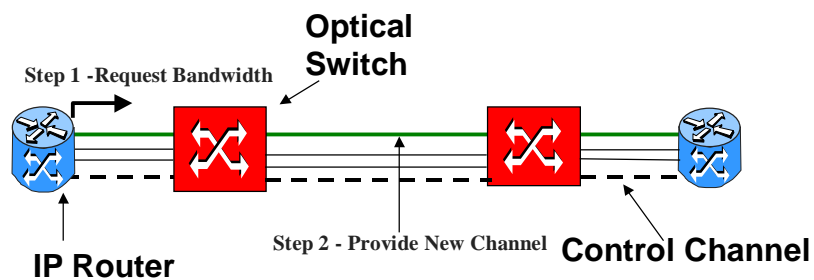 Optical
Switch
Step 1 -Request Bandwidth
Step 2 - Provide New Channel
Control Channel
IP Router